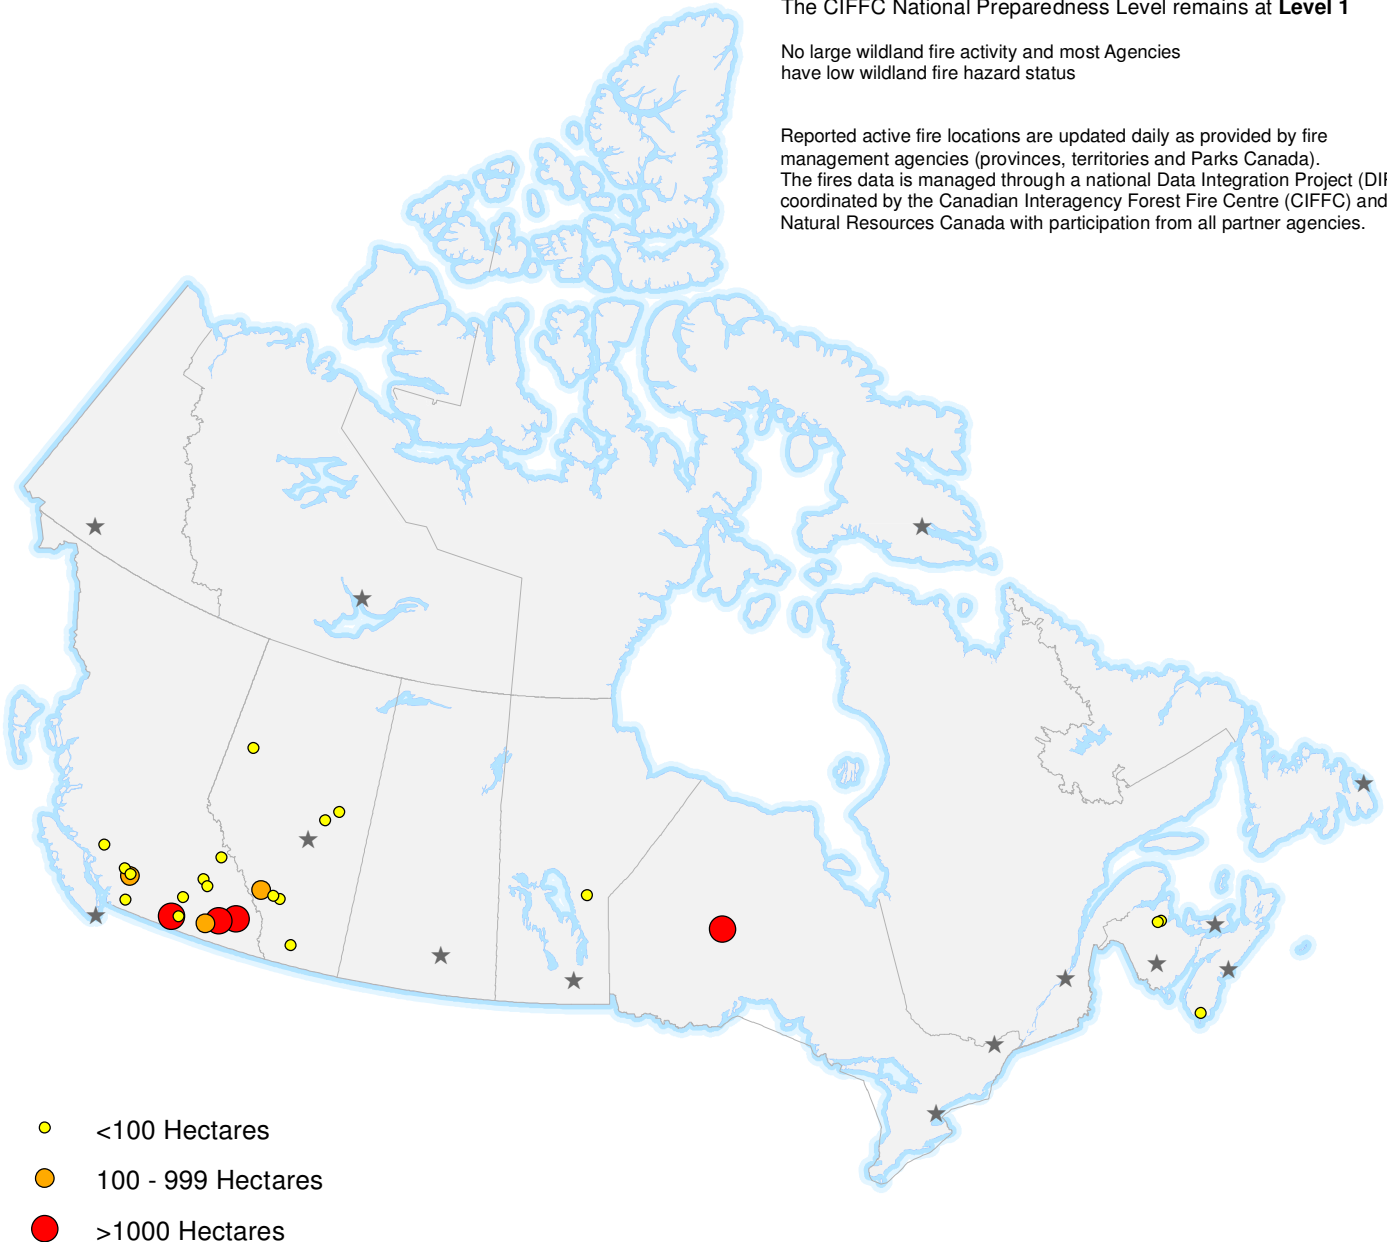 The CIFFC National Preparedness Level remains at Level 1
No large wildland fire activity and most Agencies
have low wildland fire hazard status
Reported active fire locations are updated daily as provided by fire
management agencies (provinces, territories and Parks Canada).
The fires data is managed through a national Data Integration Project (DIP
coordinated by the Canadian Interagency Forest Fire Centre (CIFFC) and
Natural Resources Canada with participation from all partner agencies.
<100 Hectares
100 - 999 Hectares
>1000 Hectares